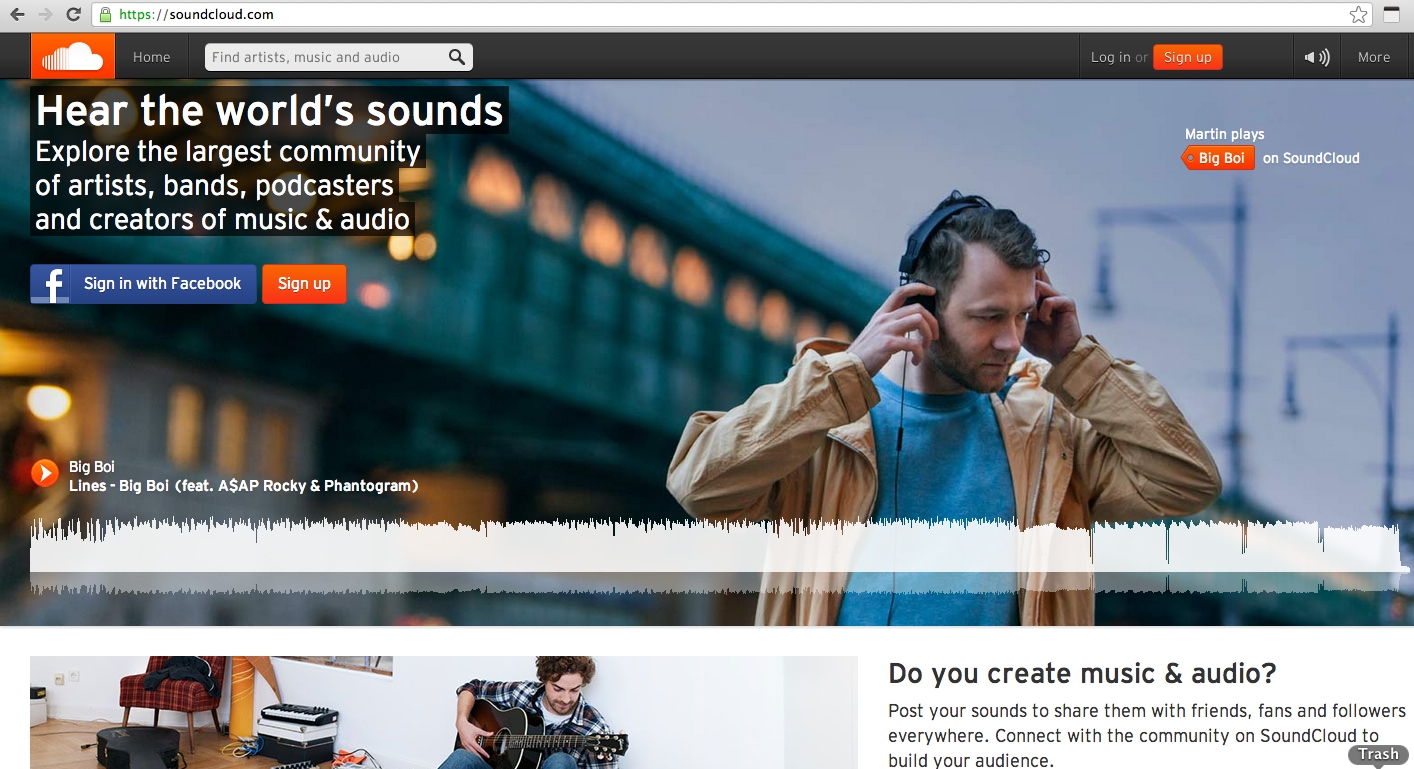 https://soundcloud.com
Home
Find artists, music and audio
Log in or
Sign up
More
Hear the world's sounds
Explore the largest community
of artists, bands, podcasters
and creators of music & audio
Martin plays
Big Boi on SoundCloud
f Sign in with Facebook
Sign up
Big Boi
Lines - Big Boi (feat. A$AP Rocky & Phantogram)
Do you create music & audio?
Post your sounds to share them with friends, fans and followers
everywhere. Connect with the community on SoundCloud to
build your audience.
Trash